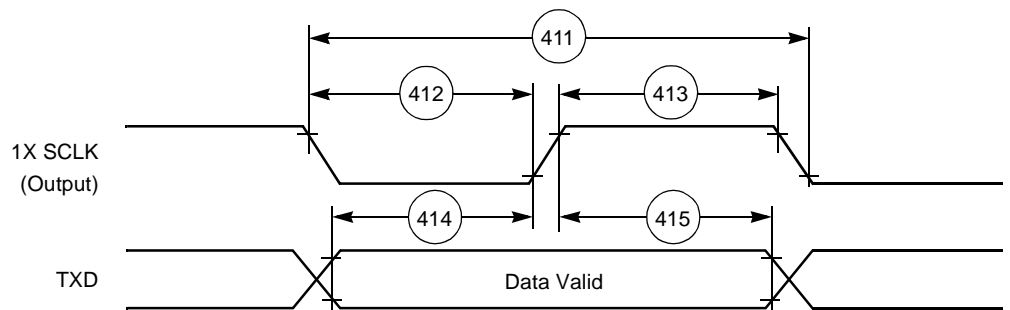 411
412
413
1X SCLK
(Output)
414
415
TXD
Data Valid